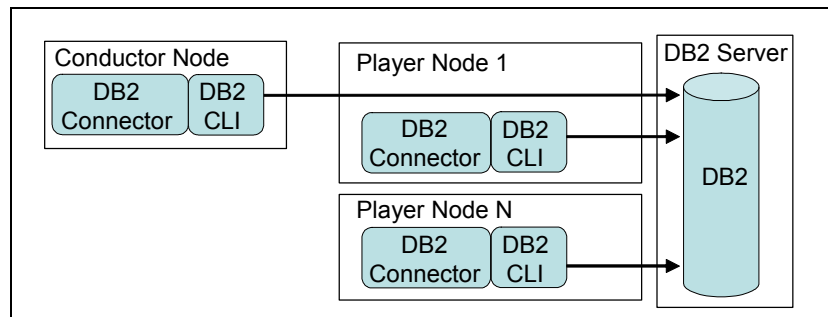 Conductor Node
DB2
Connector
DB2
CLI
Player Node 1
DB2
Connector
DB2
CLI
Player Node N
DB2
Connector
DB2
CLI
DB2 Server
DB2